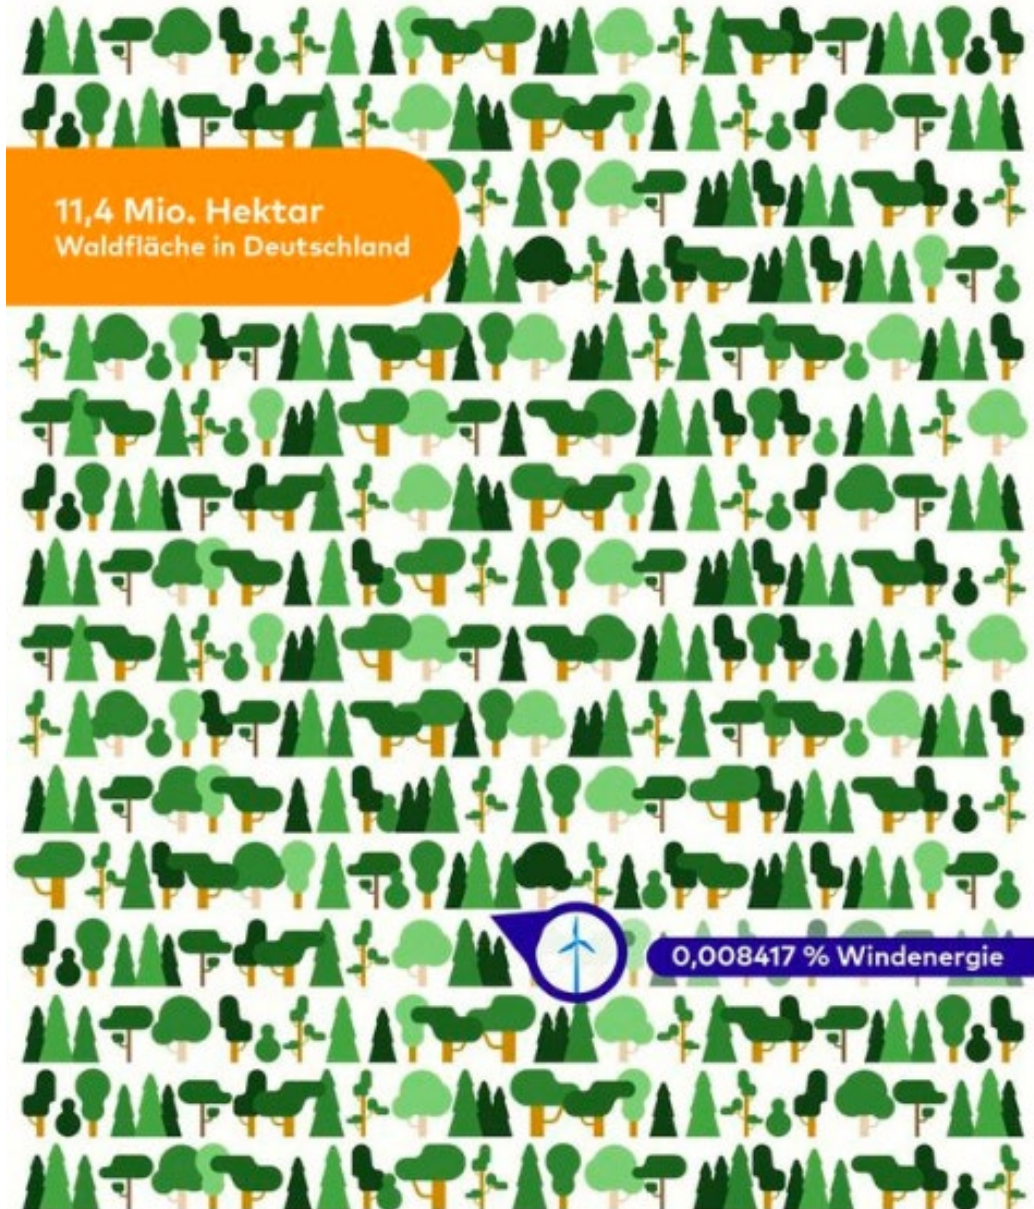 11,4 Mio. Hektar
Waldfläche in Deutschland
0,008417 % Windenergie